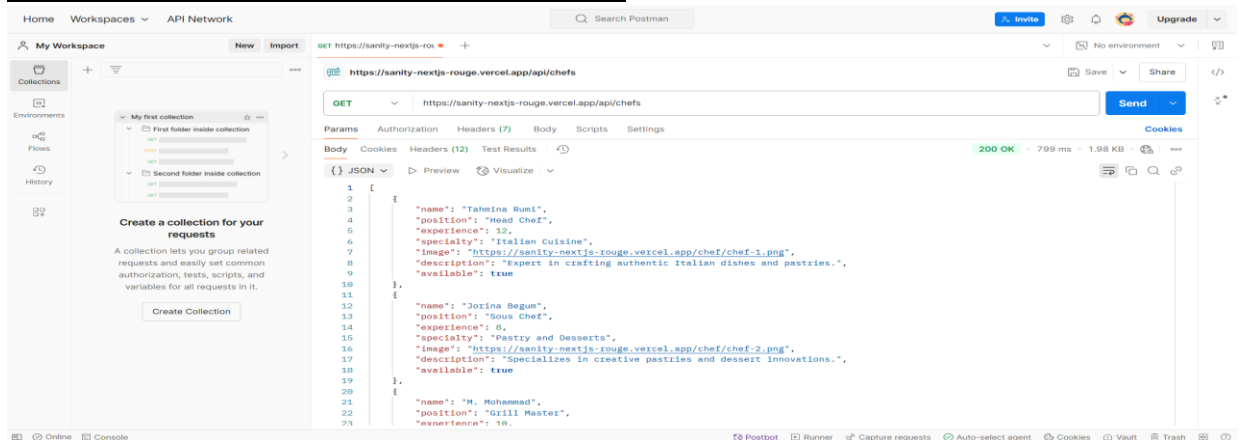 Home Workspaces API Network Search Postman Invite Upgrade
My Workspace New Import GET https://sanity-nextjs-rou No environment
Collections
Environments
Flows
History
My first collection
First folder inside collection
GET
POST
GET
Second folder inside collection
GET
GET
Create a collection for your
requests
A collection lets you group related
requests and easily set common
authorization, tests, scripts, and
variables for all requests in it.
Create Collection
https://sanity-nextjs-rouge.vercel.app/api/chefs Save Share
GET https://sanity-nextjs-rouge.vercel.app/api/chefs Send
Params Authorization Headers (7) Body Scripts Settings Cookies
Body Cookies Headers (12) Test Results 200 OK 799 ms 1.98 KB
{} JSON Preview Visualize
1 [
2 {
3 "name": "Tahmina Rumi",
4 "position": "Head Chef",
5 "experience": 12,
6 "specialty": "Italian Cuisine",
7 "image": "https://sanity-nextjs-rouge.vercel.app/chef/chef-1.png",
8 "description": "Expert in crafting authentic Italian dishes and pastries.",
9 "available": true
10 },
11 {
12 "name": "Jorina Begum",
13 "position": "Sous Chef",
14 "experience": 8,
15 "specialty": "Pastry and Desserts",
16 "image": "https://sanity-nextjs-rouge.vercel.app/chef/chef-2.png",
17 "description": "Specializes in creative pastries and dessert innovations.",
18 "available": true
19 },
20 {
21 "name": "M. Mohammad",
22 "position": "Grill Master",
23 "experience": 10,
Online Console Postbot Runner Capture requests Auto-select agent Cookies Vault Trash